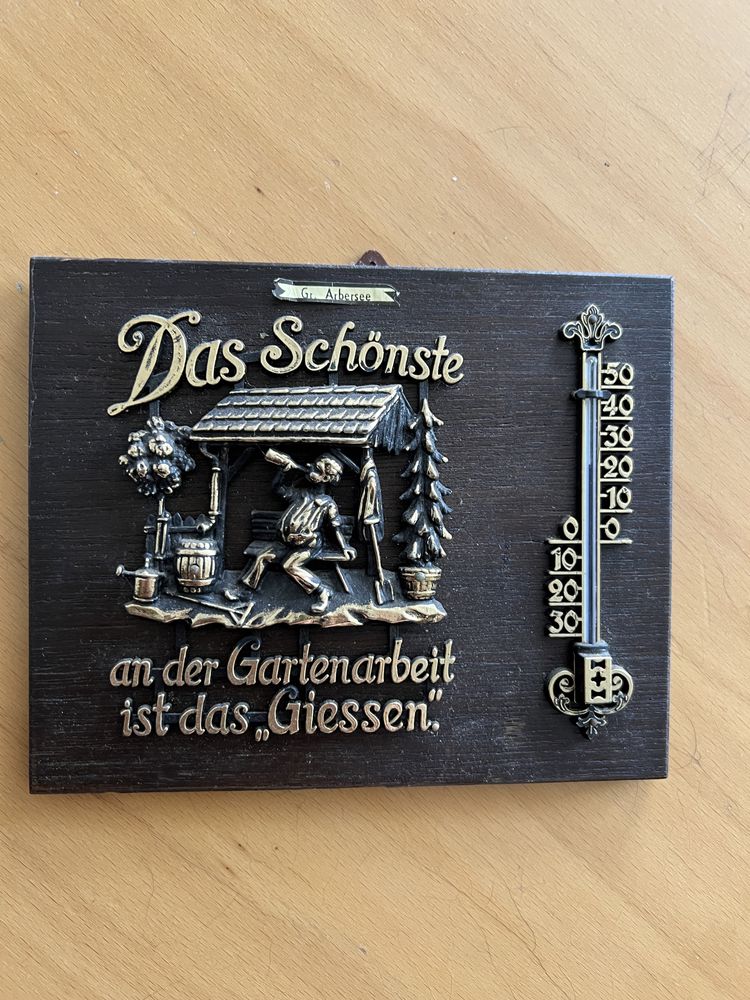 Gr. Arbersee
Das Schönste
an der Gartenarbeit
ist das „Giessen“.
50
40
30
20
10
0 0
10
20
30